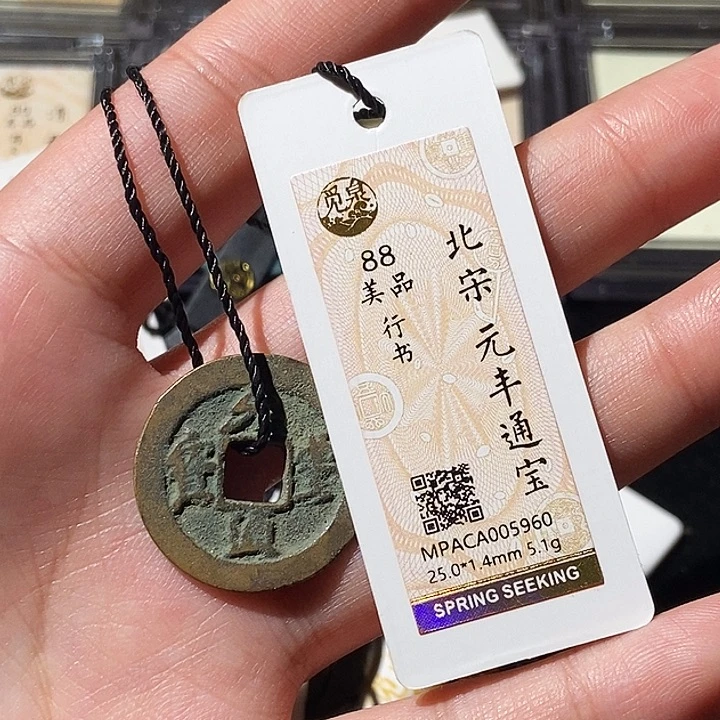 觅泉
88
美品
行书
北宋 元丰通宝
MPACA005960
25.0*1.4mm 5.1g
SPRING SEEKING